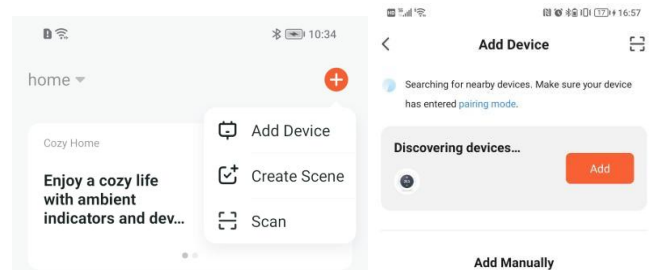 10:34
home
Cozy Home
Enjoy a cozy life
with ambient
indicators and dev...
Add Device
Create Scene
Scan
17 16:57
Add Device
Searching for nearby devices. Make sure your device
has entered pairing mode.
Discovering devices...
Add
Add Manually